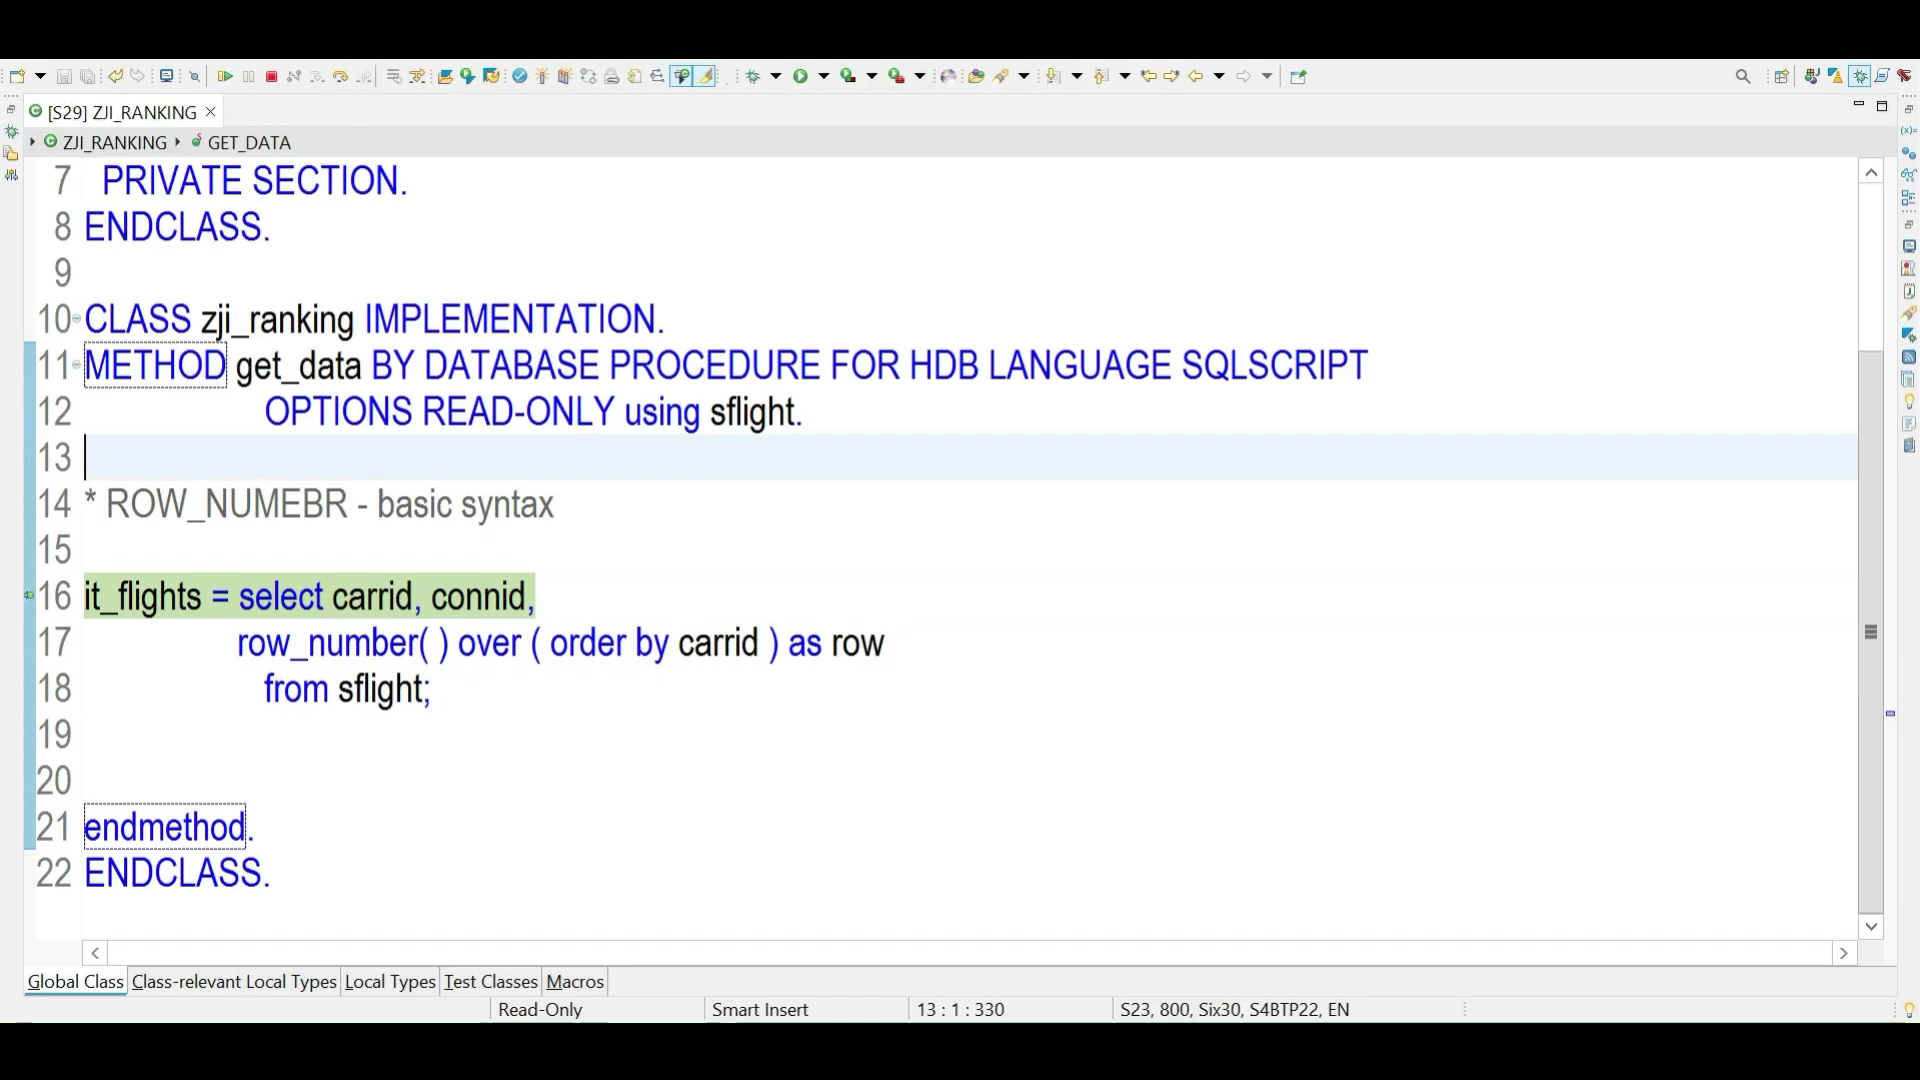 [S29] ZJI_RANKING
ZJI_RANKING GET_DATA
7 PRIVATE SECTION.
8 ENDCLASS.
9
10 CLASS zji_ranking IMPLEMENTATION.
11 METHOD get_data BY DATABASE PROCEDURE FOR HDB LANGUAGE SQLSCRIPT
12 OPTIONS READ-ONLY using sflight.
13
14 * ROW_NUMEBR - basic syntax
15
16 it_flights = select carrid, connid,
17 row_number( ) over ( order by carrid ) as row
18 from sflight;
19
20
21 endmethod.
22 ENDCLASS.
Global Class Class-relevant Local Types Local Types Test Classes Macros
Read-Only Smart Insert 13 : 1 : 330 S23, 800, Six30, S4BTP22, EN